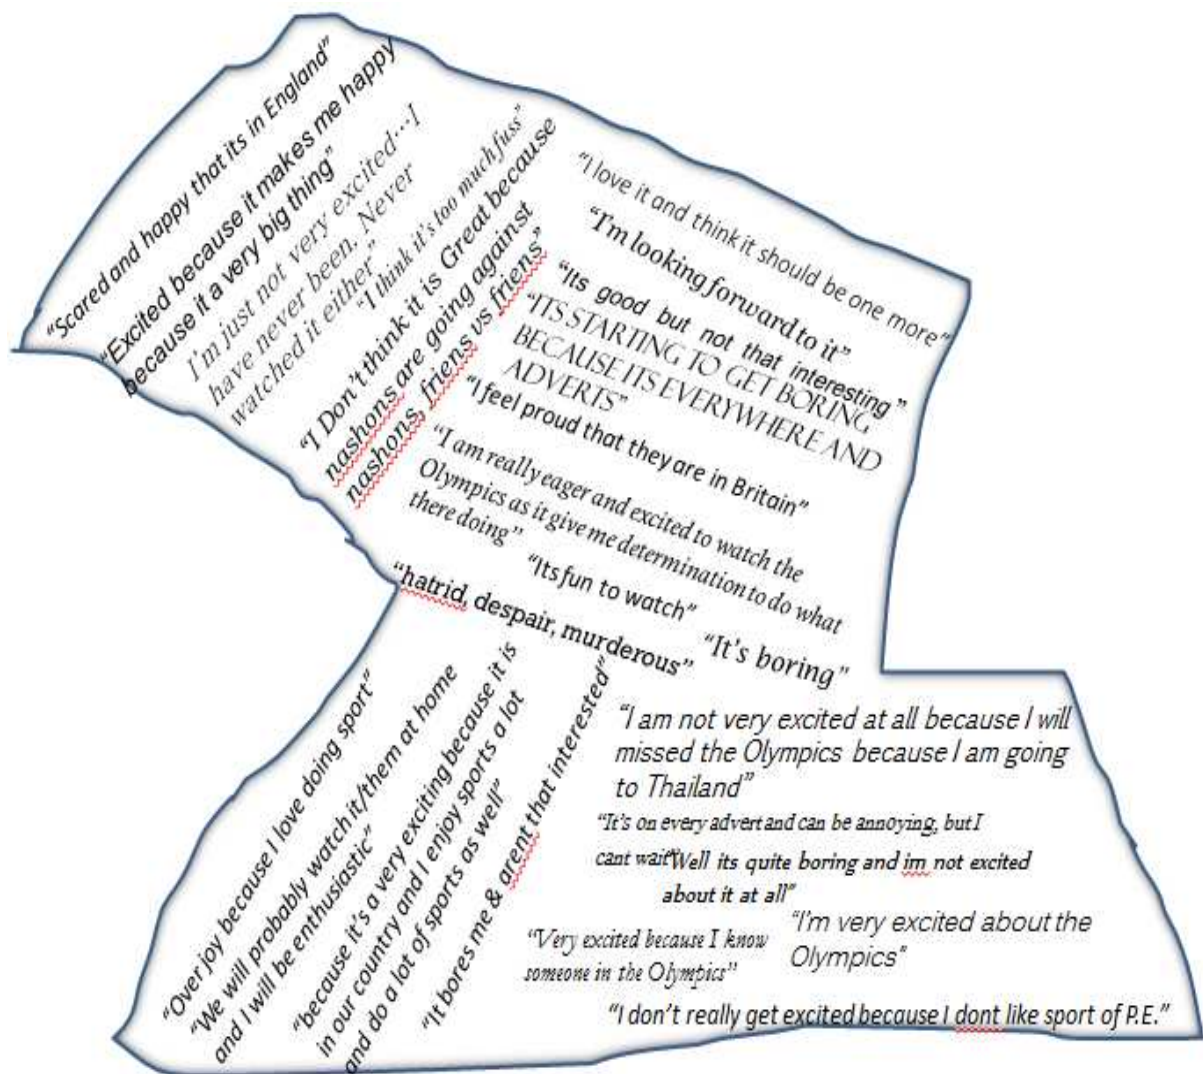 “Scared and happy that its in England”
“Excited because it makes me happy
because it a very big thing”
I'm just not very excited…I
have never been. Never
watched it either”
“I think it's too much fuss”
“I Don't think it is Great because
nashons are going against
nashons, friens vs friens”
“I love it and think it should be one more”
“I'm looking forward to it”
“Its good but not that interesting ”
“ITS STARTING TO GET BORING
BECAUSE ITS EVERYWHERE AND
ADVERTS”
“I feel proud that they are in Britain”
“I am really eager and excited to watch the
Olympics as it give me determination to do what
there doing”
“Its fun to watch”
“hatrid, despair, murderous”
“It's boring”
“Over joy because I love doing sport”
“We will probably watch it/them at home
and I will be enthusiastic”
“because it's a very exciting because it is
in our country and I enjoy sports a lot
and do a lot of sports as well”
“It bores me & arent that interested”
“I am not very excited at all because I will
missed the Olympics because I am going
to Thailand”
“It's on every advert and can be annoying, but I
cant wait”
“Well its quite boring and im not excited
about it at all”
“I'm very excited about the
Olympics”
“Very excited because I know
someone in the Olympics”
“I don't really get excited because I dont like sport of P.E.”